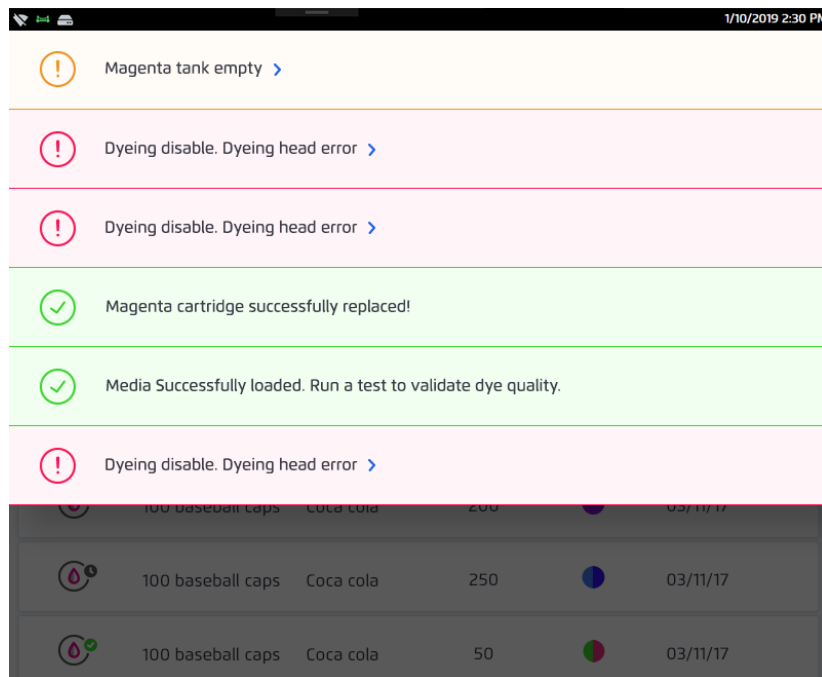 1/10/2019 2:30 PM
Magenta tank empty
Dyeing disable. Dyeing head error
Dyeing disable. Dyeing head error
Magenta cartridge successfully replaced!
Media Successfully loaded. Run a test to validate dye quality.
Dyeing disable. Dyeing head error
100 baseball caps Coca cola 200 03/11/17
100 baseball caps Coca cola 250 03/11/17
100 baseball caps Coca cola 50 03/11/17